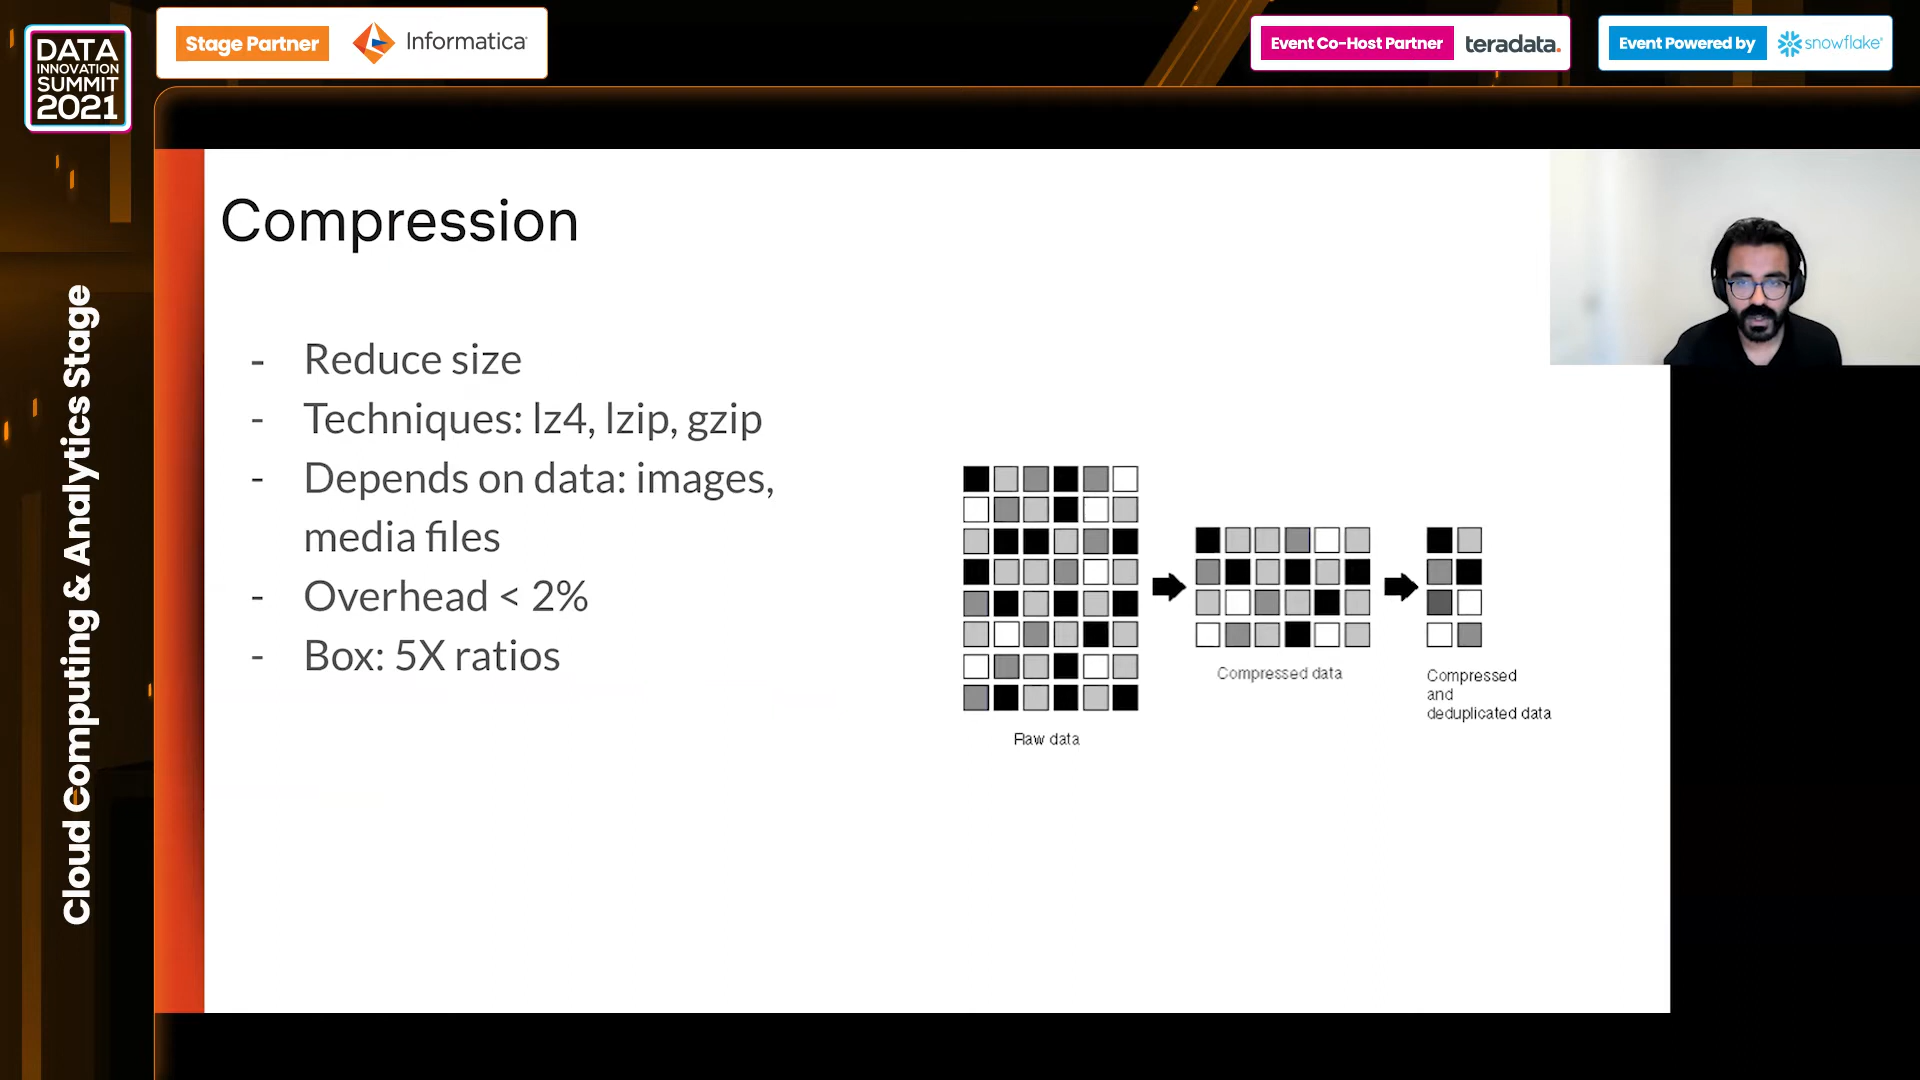 DATA
INNOVATION
SUMMIT
2021
Stage Partner
Informatica
Event Co-Host Partner
teradata.
Event Powered by
snowflake
Cloud Computing & Analytics Stage
Compression
- Reduce size
- Techniques: lz4, lzip, gzip
- Depends on data: images,
media files
- Overhead < 2%
- Box: 5X ratios
Raw data
Compressed data
Compressed
and
deduplicated data